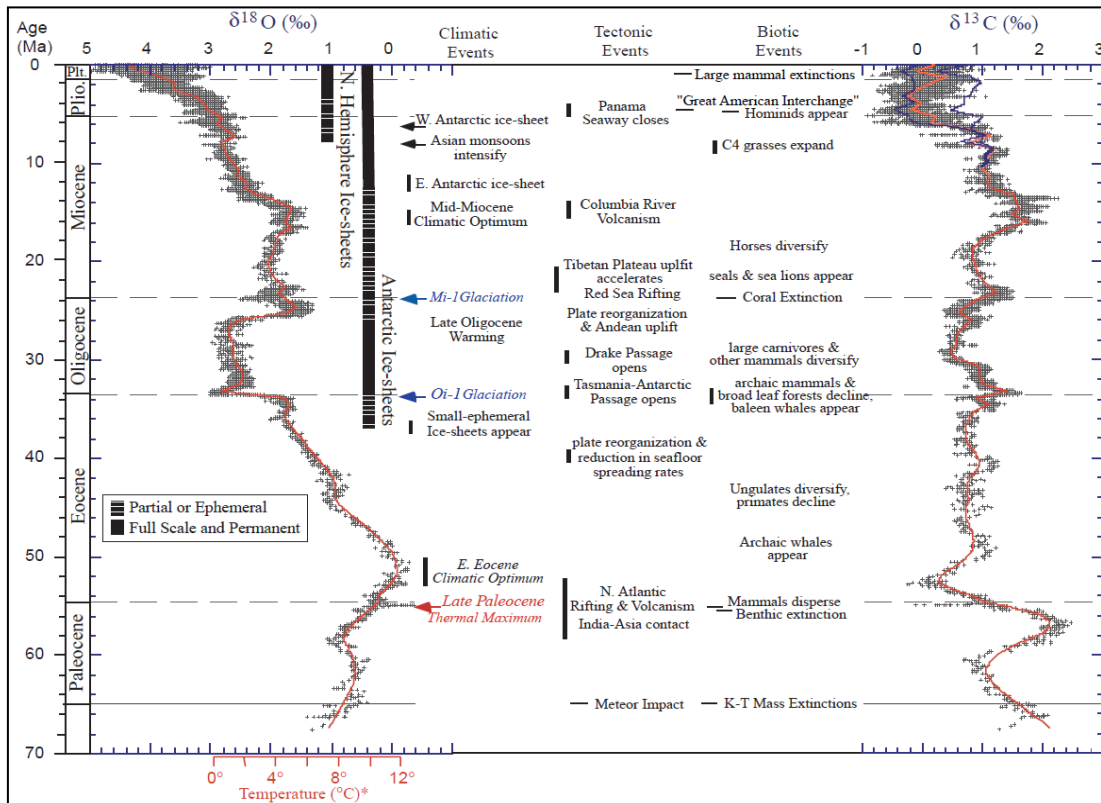 Age
(Ma)
δ18 O (‰)
Climatic
Events
Tectonic
Events
Biotic
Events
δ13 C (‰)
5 4 3 2 1 0
-1 0 1 2 3
0
10
20
30
40
50
60
70
Plt.
Plio.
Miocene
Oligocene
Eocene
Paleocene
N. Hemisphere Ice-sheets
Antarctic Ice-sheets
Partial or Ephemeral
Full Scale and Permanent
W. Antarctic ice-sheet
Asian monsoons
intensify
E. Antarctic ice-sheet
Mid-Miocene
Climatic Optimum
Mi-1Glaciation
Late Oligocene
Warming
Oi-1 Glaciation
Small-ephemeral
Ice-sheets appear
E. Eocene
Climatic Optimum
Late Paleocene
Thermal Maximum
Panama
Seaway closes
Columbia River
Volcanism
Tibetan Plateau uplfit
accelerates
Red Sea Rifting
Plate reorganization
& Andean uplift
Drake Passage
opens
Tasmania-Antarctic
Passage opens
plate reorganization &
reduction in seafloor
spreading rates
N. Atlantic
Rifting & Volcanism
India-Asia contact
Meteor Impact
Large mammal extinctions
"Great American Interchange"
Hominids appear
C4 grasses expand
Horses diversify
seals & sea lions appear
Coral Extinction
large carnivores &
other mammals diversify
archaic mammals &
broad leaf forests decline,
baleen whales appear
Ungulates diversify,
primates decline
Archaic whales
appear
Mammals disperse
Benthic extinction
K-T Mass Extinctions
0° 4° 8° 12°
Temperature (°C)*